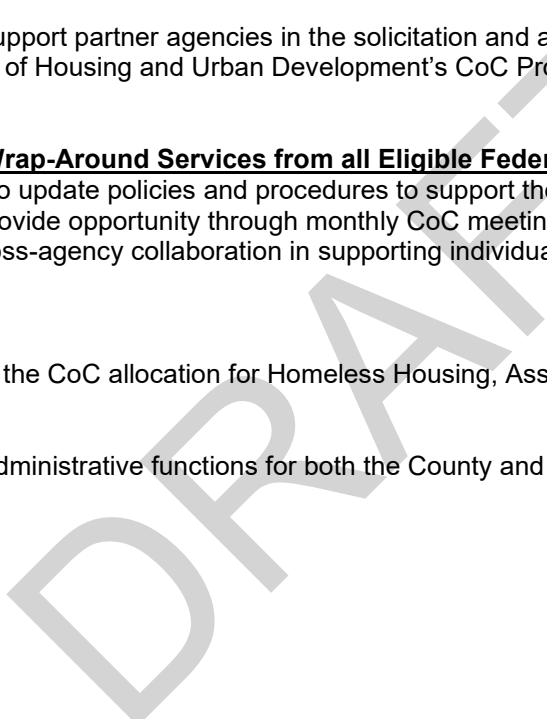 upport partner agencies in the solicitation and a
of Housing and Urban Development's CoC Pro
Wrap-Around Services from all Eligible Feder
o update policies and procedures to support the
ovide opportunity through monthly CoC meetin
oss-agency collaboration in supporting individua
the CoC allocation for Homeless Housing, Ass
dministrative functions for both the County and
DRAFT